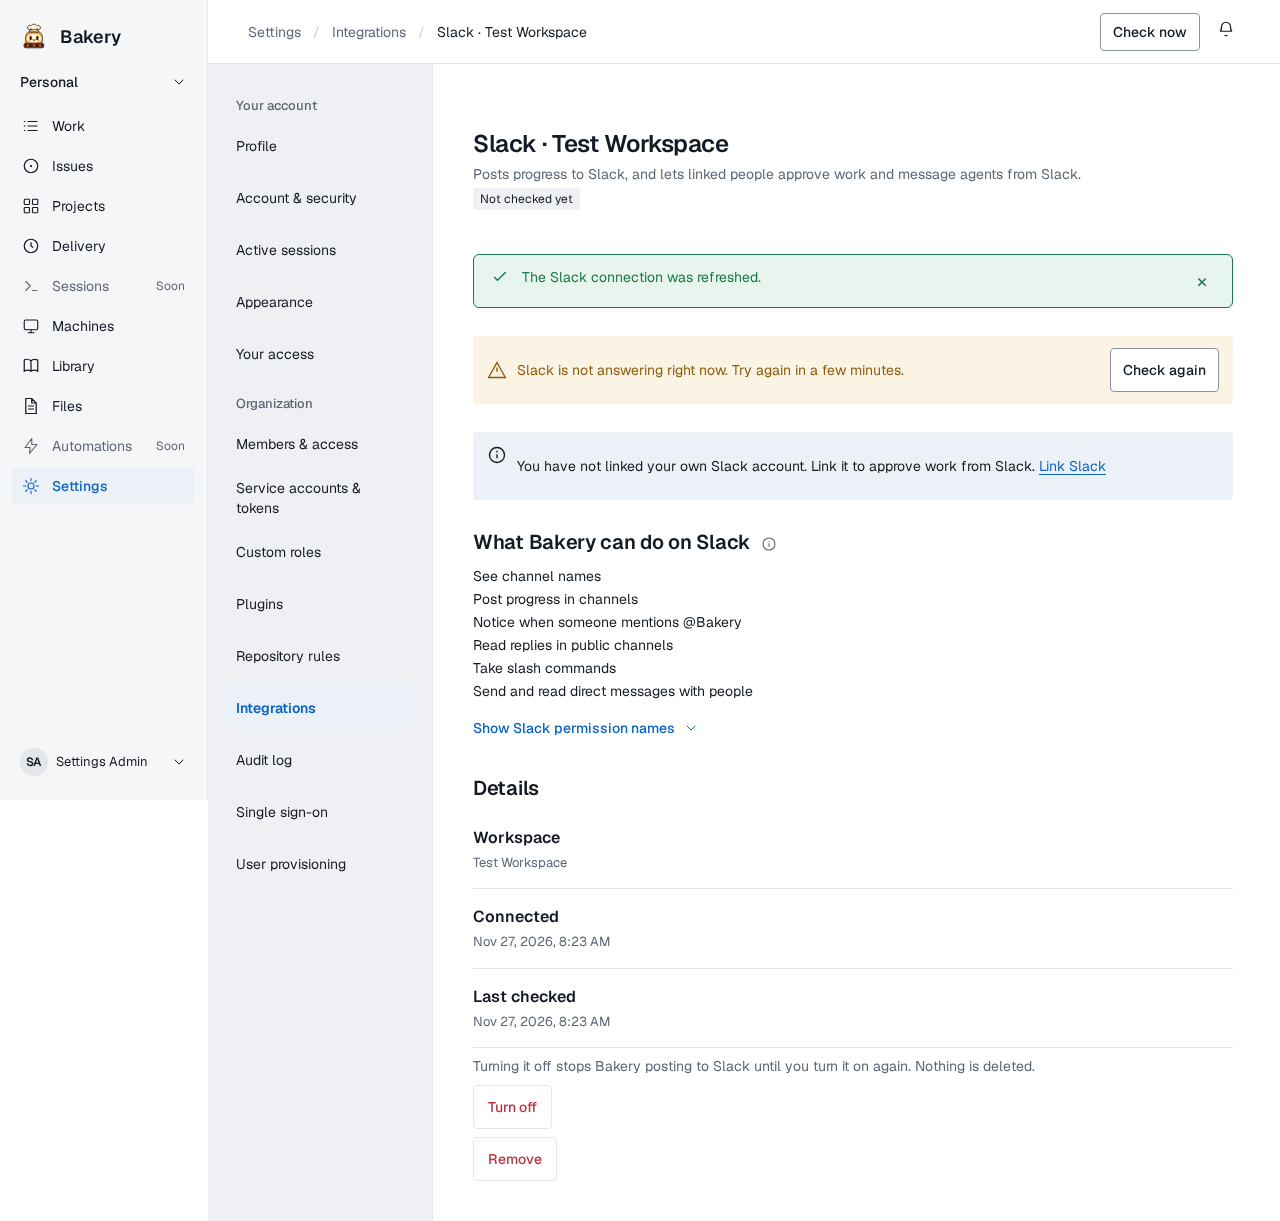 Bakery
Personal
Work
Issues
Projects
Delivery
Sessions Soon
Machines
Library
Files
Automations Soon
Settings
SA Settings Admin
Settings / Integrations / Slack · Test Workspace
Check now
Your account
Profile
Account & security
Active sessions
Appearance
Your access
Organization
Members & access
Service accounts &
tokens
Custom roles
Plugins
Repository rules
Integrations
Audit log
Single sign-on
User provisioning
Slack · Test Workspace
Posts progress to Slack, and lets linked people approve work and message agents from Slack.
Not checked yet
The Slack connection was refreshed.
Slack is not answering right now. Try again in a few minutes.
Check again
You have not linked your own Slack account. Link it to approve work from Slack. Link Slack
What Bakery can do on Slack
See channel names
Post progress in channels
Notice when someone mentions @Bakery
Read replies in public channels
Take slash commands
Send and read direct messages with people
Show Slack permission names
Details
Workspace
Test Workspace
Connected
Nov 27, 2026, 8:23 AM
Last checked
Nov 27, 2026, 8:23 AM
Turning it off stops Bakery posting to Slack until you turn it on again. Nothing is deleted.
Turn off
Remove